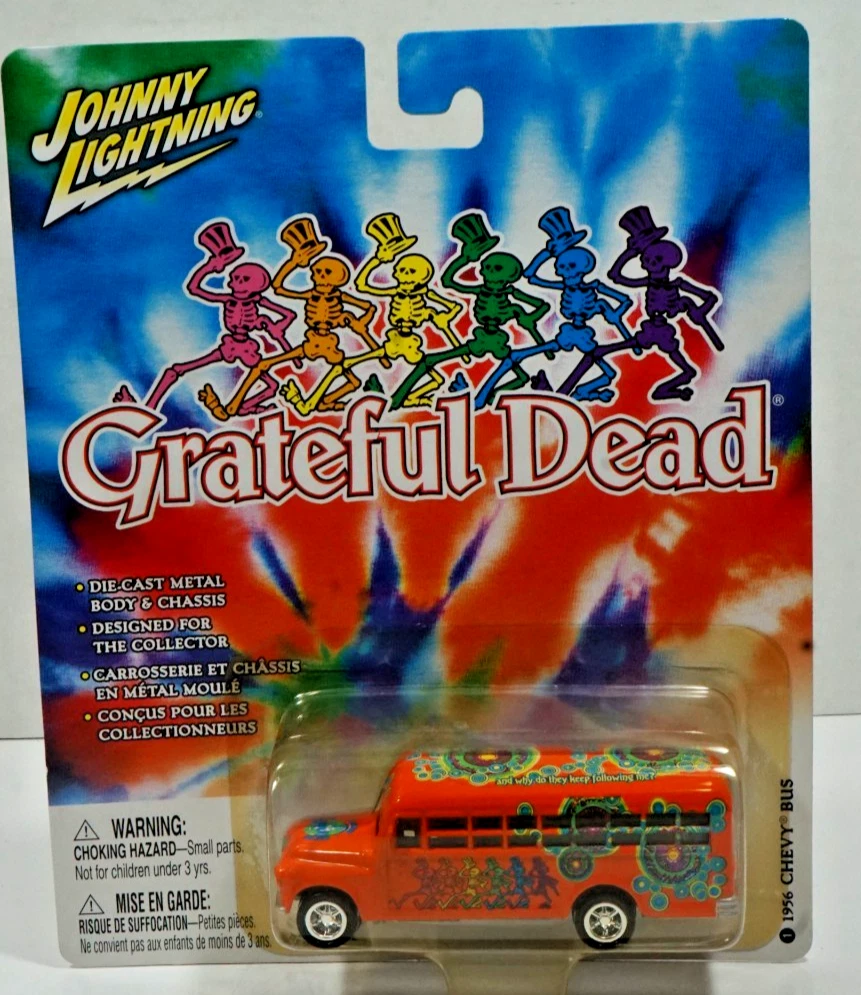 JOHNNY
LIGHTNING®
Grateful Dead®
• DIE-CAST METAL
BODY & CHASSIS
• DESIGNED FOR
THE COLLECTOR
• CARROSSERIE ET CHÂSSIS
EN MÉTAL MOULÉ
• CONÇUS POUR LES
COLLECTIONNEURS
⚠ WARNING:
CHOKING HAZARD—Small parts.
Not for children under 3 yrs.
⚠ MISE EN GARDE:
RISQUE DE SUFFOCATION—Petites pièces.
Ne convient pas aux enfants de moins de 3 ans.
and why do they keep following me?
1 1956 CHEVY® BUS